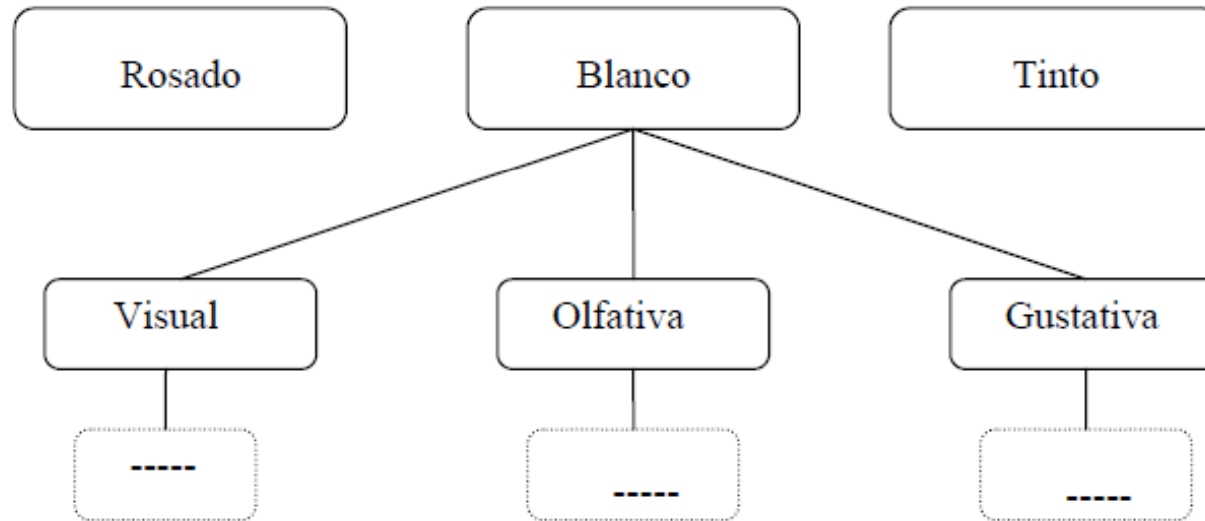 Rosado
Blanco
Tinto
Visual
Olfativa
Gustativa
-----
-----
-----